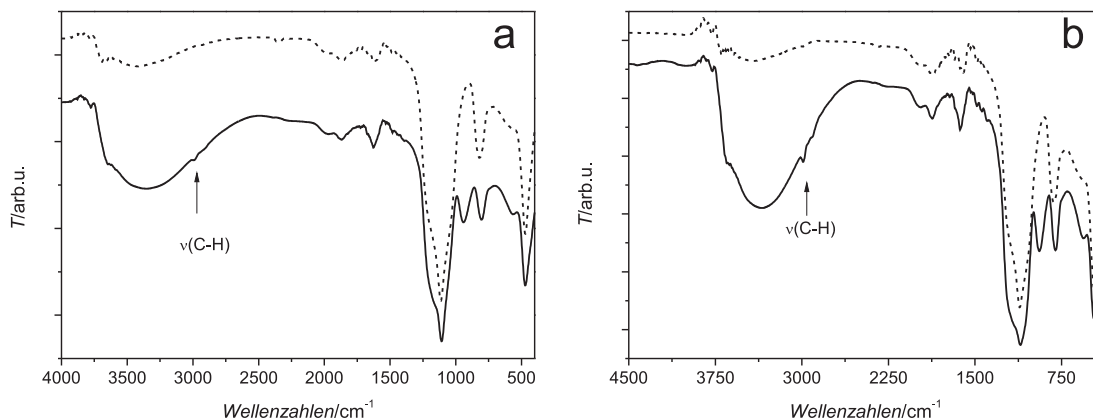 a
T/arb.u.
ν(C-H)
4000 3500 3000 2500 2000 1500 1000 500
Wellenzahlen/cm⁻¹
b
T/arb.u.
ν(C-H)
4500 3750 3000 2250 1500 750
Wellenzahlen/cm⁻¹